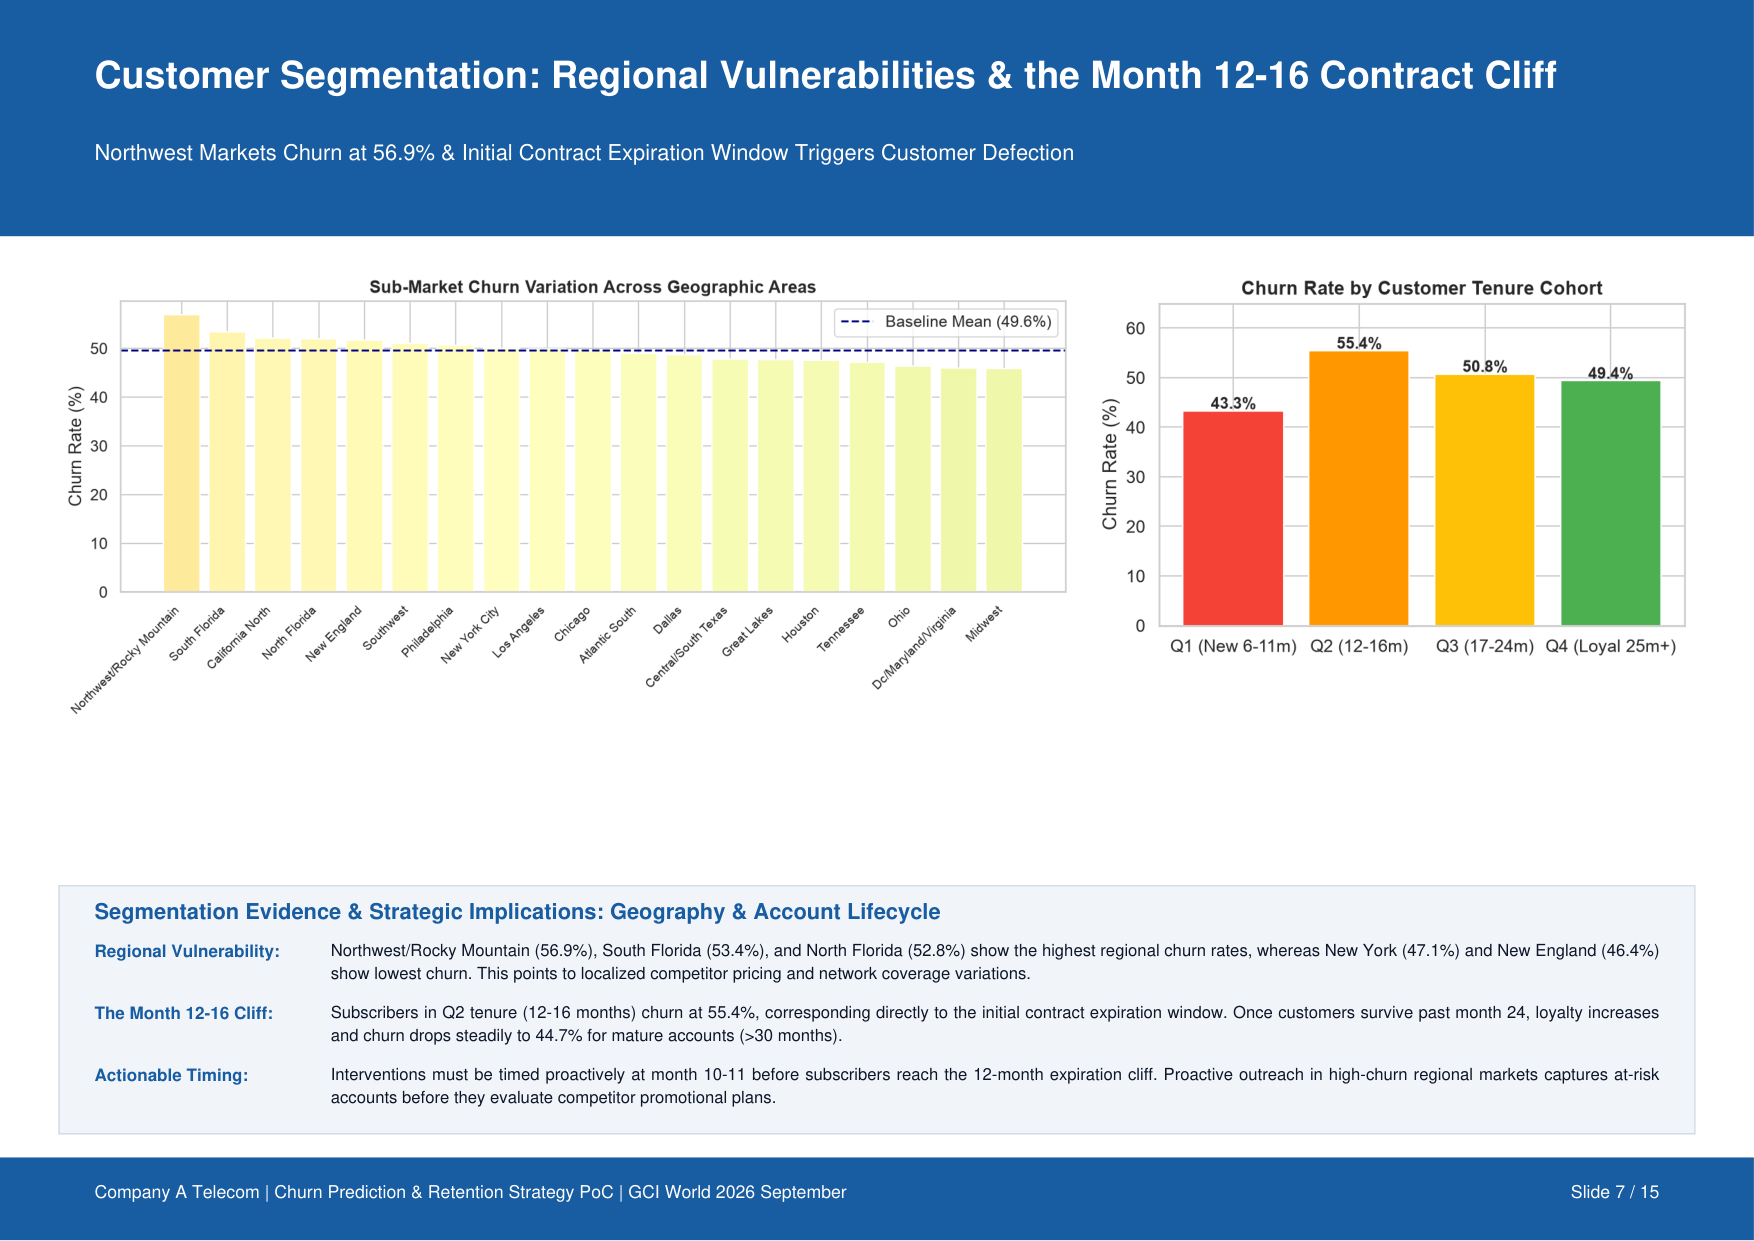 Customer Segmentation: Regional Vulnerabilities & the Month 12-16 Contract Cliff
Northwest Markets Churn at 56.9% & Initial Contract Expiration Window Triggers Customer Defection
Sub-Market Churn Variation Across Geographic Areas
Baseline Mean (49.6%)
Churn Rate (%)
50
40
30
20
10
0
Northwest/Rocky Mountain
South Florida
California North
North Florida
New England
Southwest
Philadelphia
New York City
Los Angeles
Chicago
Atlantic South
Dallas
Central/South Texas
Great Lakes
Houston
Tennessee
Ohio
Dc/Maryland/Virginia
Midwest
Churn Rate by Customer Tenure Cohort
Churn Rate (%)
60
50
40
30
20
10
0
43.3%
55.4%
50.8%
49.4%
Q1 (New 6-11m)
Q2 (12-16m)
Q3 (17-24m)
Q4 (Loyal 25m+)
Segmentation Evidence & Strategic Implications: Geography & Account Lifecycle
Regional Vulnerability:
Northwest/Rocky Mountain (56.9%), South Florida (53.4%), and North Florida (52.8%) show the highest regional churn rates, whereas New York (47.1%) and New England (46.4%)
show lowest churn. This points to localized competitor pricing and network coverage variations.
The Month 12-16 Cliff:
Subscribers in Q2 tenure (12-16 months) churn at 55.4%, corresponding directly to the initial contract expiration window. Once customers survive past month 24, loyalty increases
and churn drops steadily to 44.7% for mature accounts (>30 months).
Actionable Timing:
Interventions must be timed proactively at month 10-11 before subscribers reach the 12-month expiration cliff. Proactive outreach in high-churn regional markets captures at-risk
accounts before they evaluate competitor promotional plans.
Company A Telecom | Churn Prediction & Retention Strategy PoC | GCI World 2026 September
Slide 7 / 15